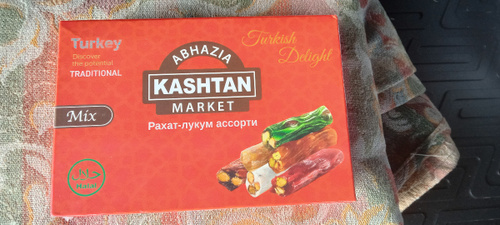 Turkey
Discover
the potential
TRADITIONAL
Mix
ABHAZIA
KASHTAN
MARKET
Рахат-лукум ассорти
Turkish
Delight